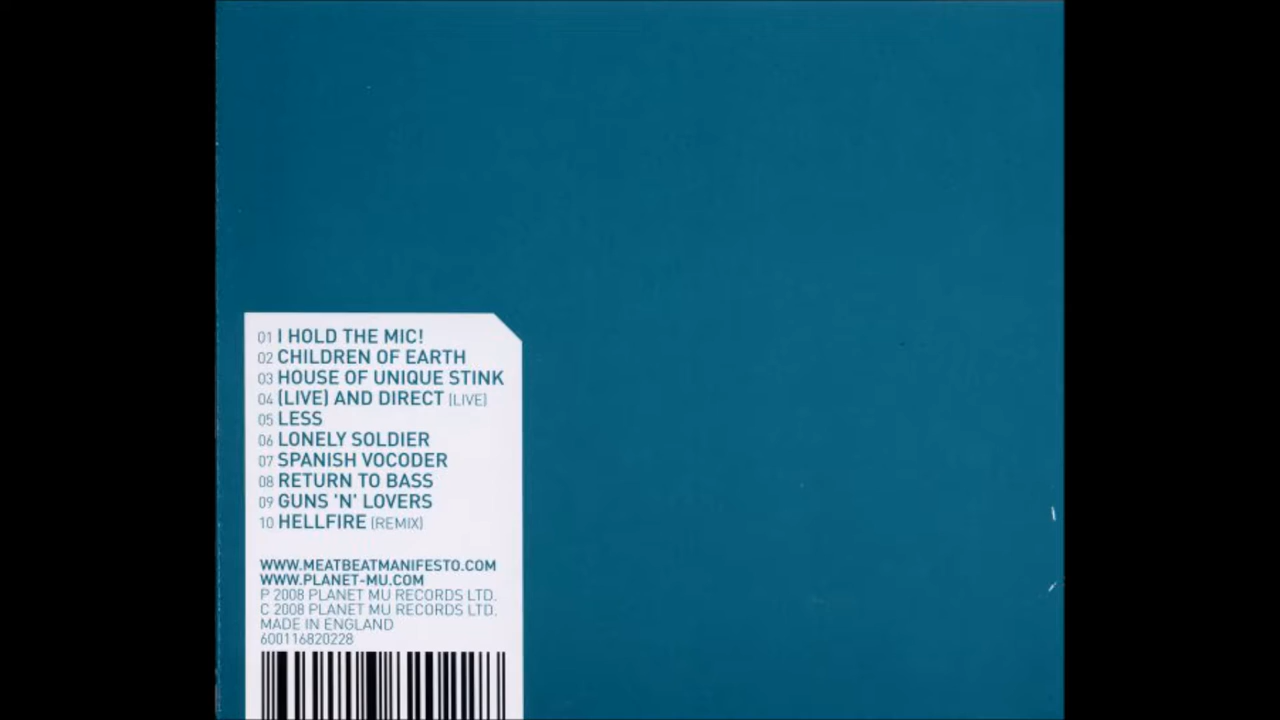 01 I HOLD THE MIC!
02 CHILDREN OF EARTH
03 HOUSE OF UNIQUE STINK
04 (LIVE) AND DIRECT (LIVE)
05 LESS
06 LONELY SOLDIER
07 SPANISH VOCODER
08 RETURN TO BASS
09 GUNS 'N' LOVERS
10 HELLFIRE (REMIX)
WWW.MEATBEATMANIFESTO.COM
WWW.PLANET-MU.COM
P 2008 PLANET MU RECORDS LTD.
C 2008 PLANET MU RECORDS LTD.
MADE IN ENGLAND
600116820228